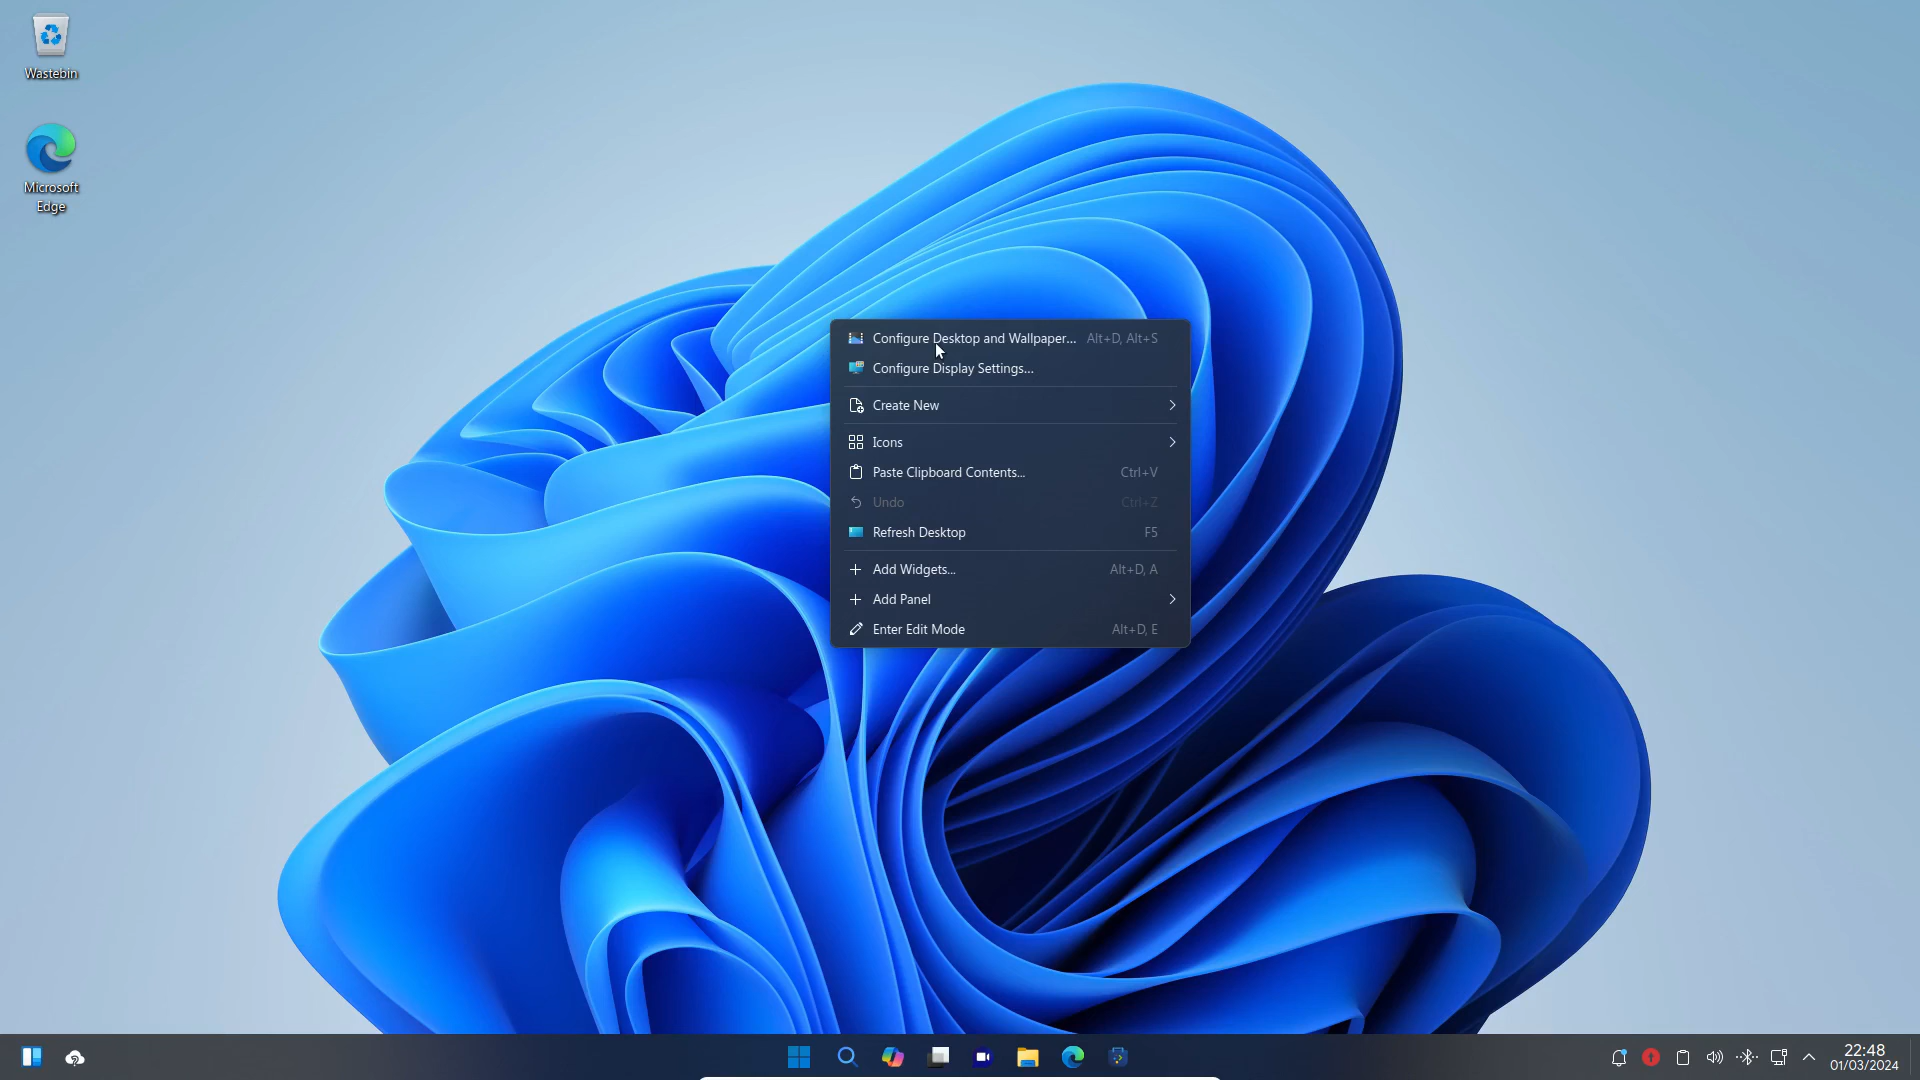 Wastebin
Microsoft
Edge
Configure Desktop and Wallpaper... Alt+D, Alt+S
Configure Display Settings...
Create New
Icons
Paste Clipboard Contents... Ctrl+V
Undo Ctrl+Z
Refresh Desktop F5
Add Widgets... Alt+D, A
Add Panel
Enter Edit Mode Alt+D, E
22:48
01/03/2024